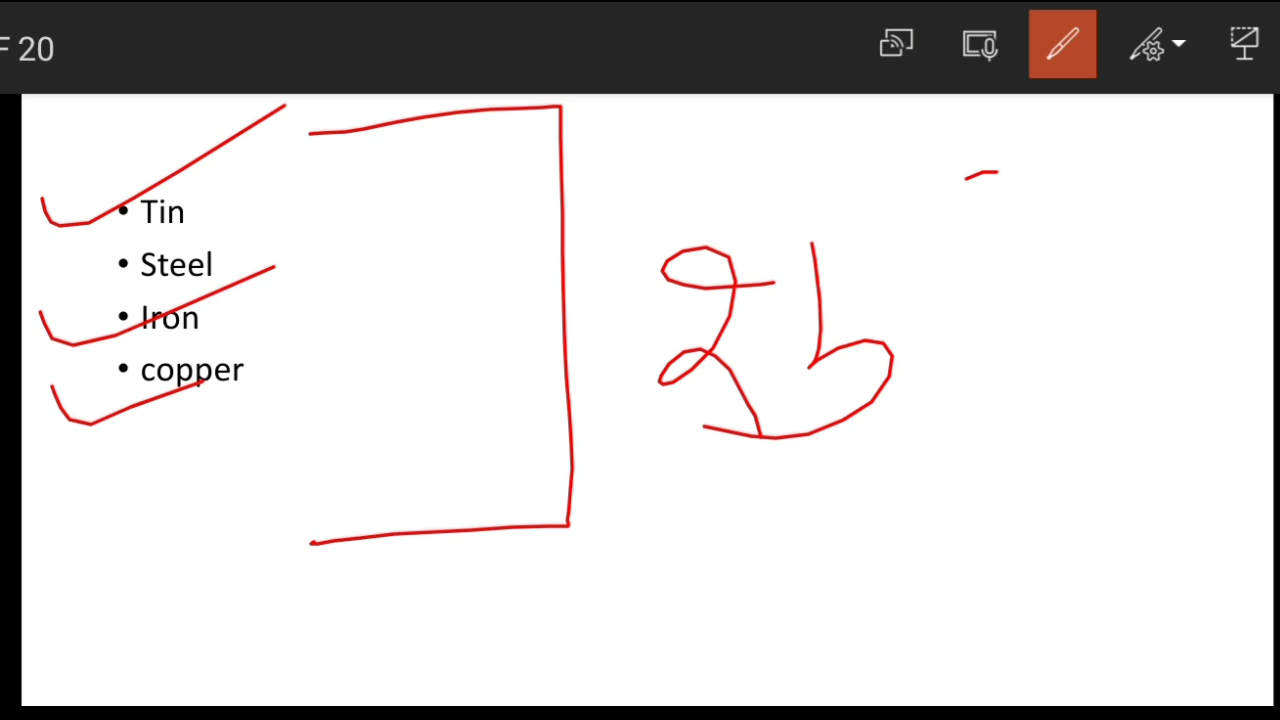 F 20
• Tin
• Steel
• Iron
• copper